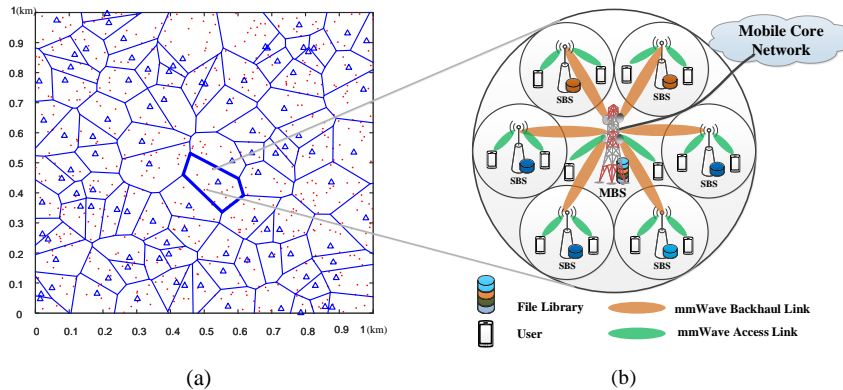 1(km)
0.9
0.8
0.7
0.6
0.5
0.4
0.3
0.2
0.1
0
0 0.1 0.2 0.3 0.4 0.5 0.6 0.7 0.8 0.9 1(km)
(a)
Mobile Core
Network
SBS
SBS
SBS
SBS
MBS
SBS
SBS
File Library
mmWave Backhaul Link
User
mmWave Access Link
(b)